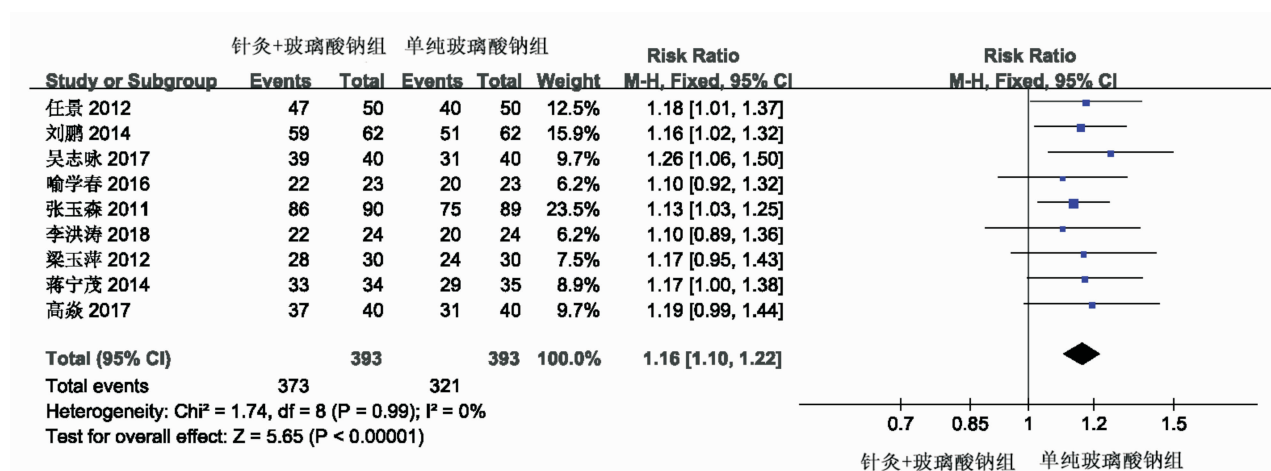 针灸+玻璃酸钠组 单纯玻璃酸钠组 Risk Ratio Risk Ratio
Study or Subgroup Events Total Events Total Weight M-H, Fixed, 95% CI M-H, Fixed, 95% CI
任景 2012 47 50 40 50 12.5% 1.18 [1.01, 1.37]
刘鹏 2014 59 62 51 62 15.9% 1.16 [1.02, 1.32]
吴志咏 2017 39 40 31 40 9.7% 1.26 [1.06, 1.50]
喻学春 2016 22 23 20 23 6.2% 1.10 [0.92, 1.32]
张玉森 2011 86 90 75 89 23.5% 1.13 [1.03, 1.25]
李洪涛 2018 22 24 20 24 6.2% 1.10 [0.89, 1.36]
梁玉萍 2012 28 30 24 30 7.5% 1.17 [0.95, 1.43]
蒋宁茂 2014 33 34 29 35 8.9% 1.17 [1.00, 1.38]
高焱 2017 37 40 31 40 9.7% 1.19 [0.99, 1.44]
Total (95% CI) 393 393 100.0% 1.16 [1.10, 1.22]
Total events 373 321
Heterogeneity: Chi² = 1.74, df = 8 (P = 0.99); I² = 0%
Test for overall effect: Z = 5.65 (P < 0.00001)
0.7 0.85 1 1.2 1.5
针灸+玻璃酸钠组 单纯玻璃酸钠组